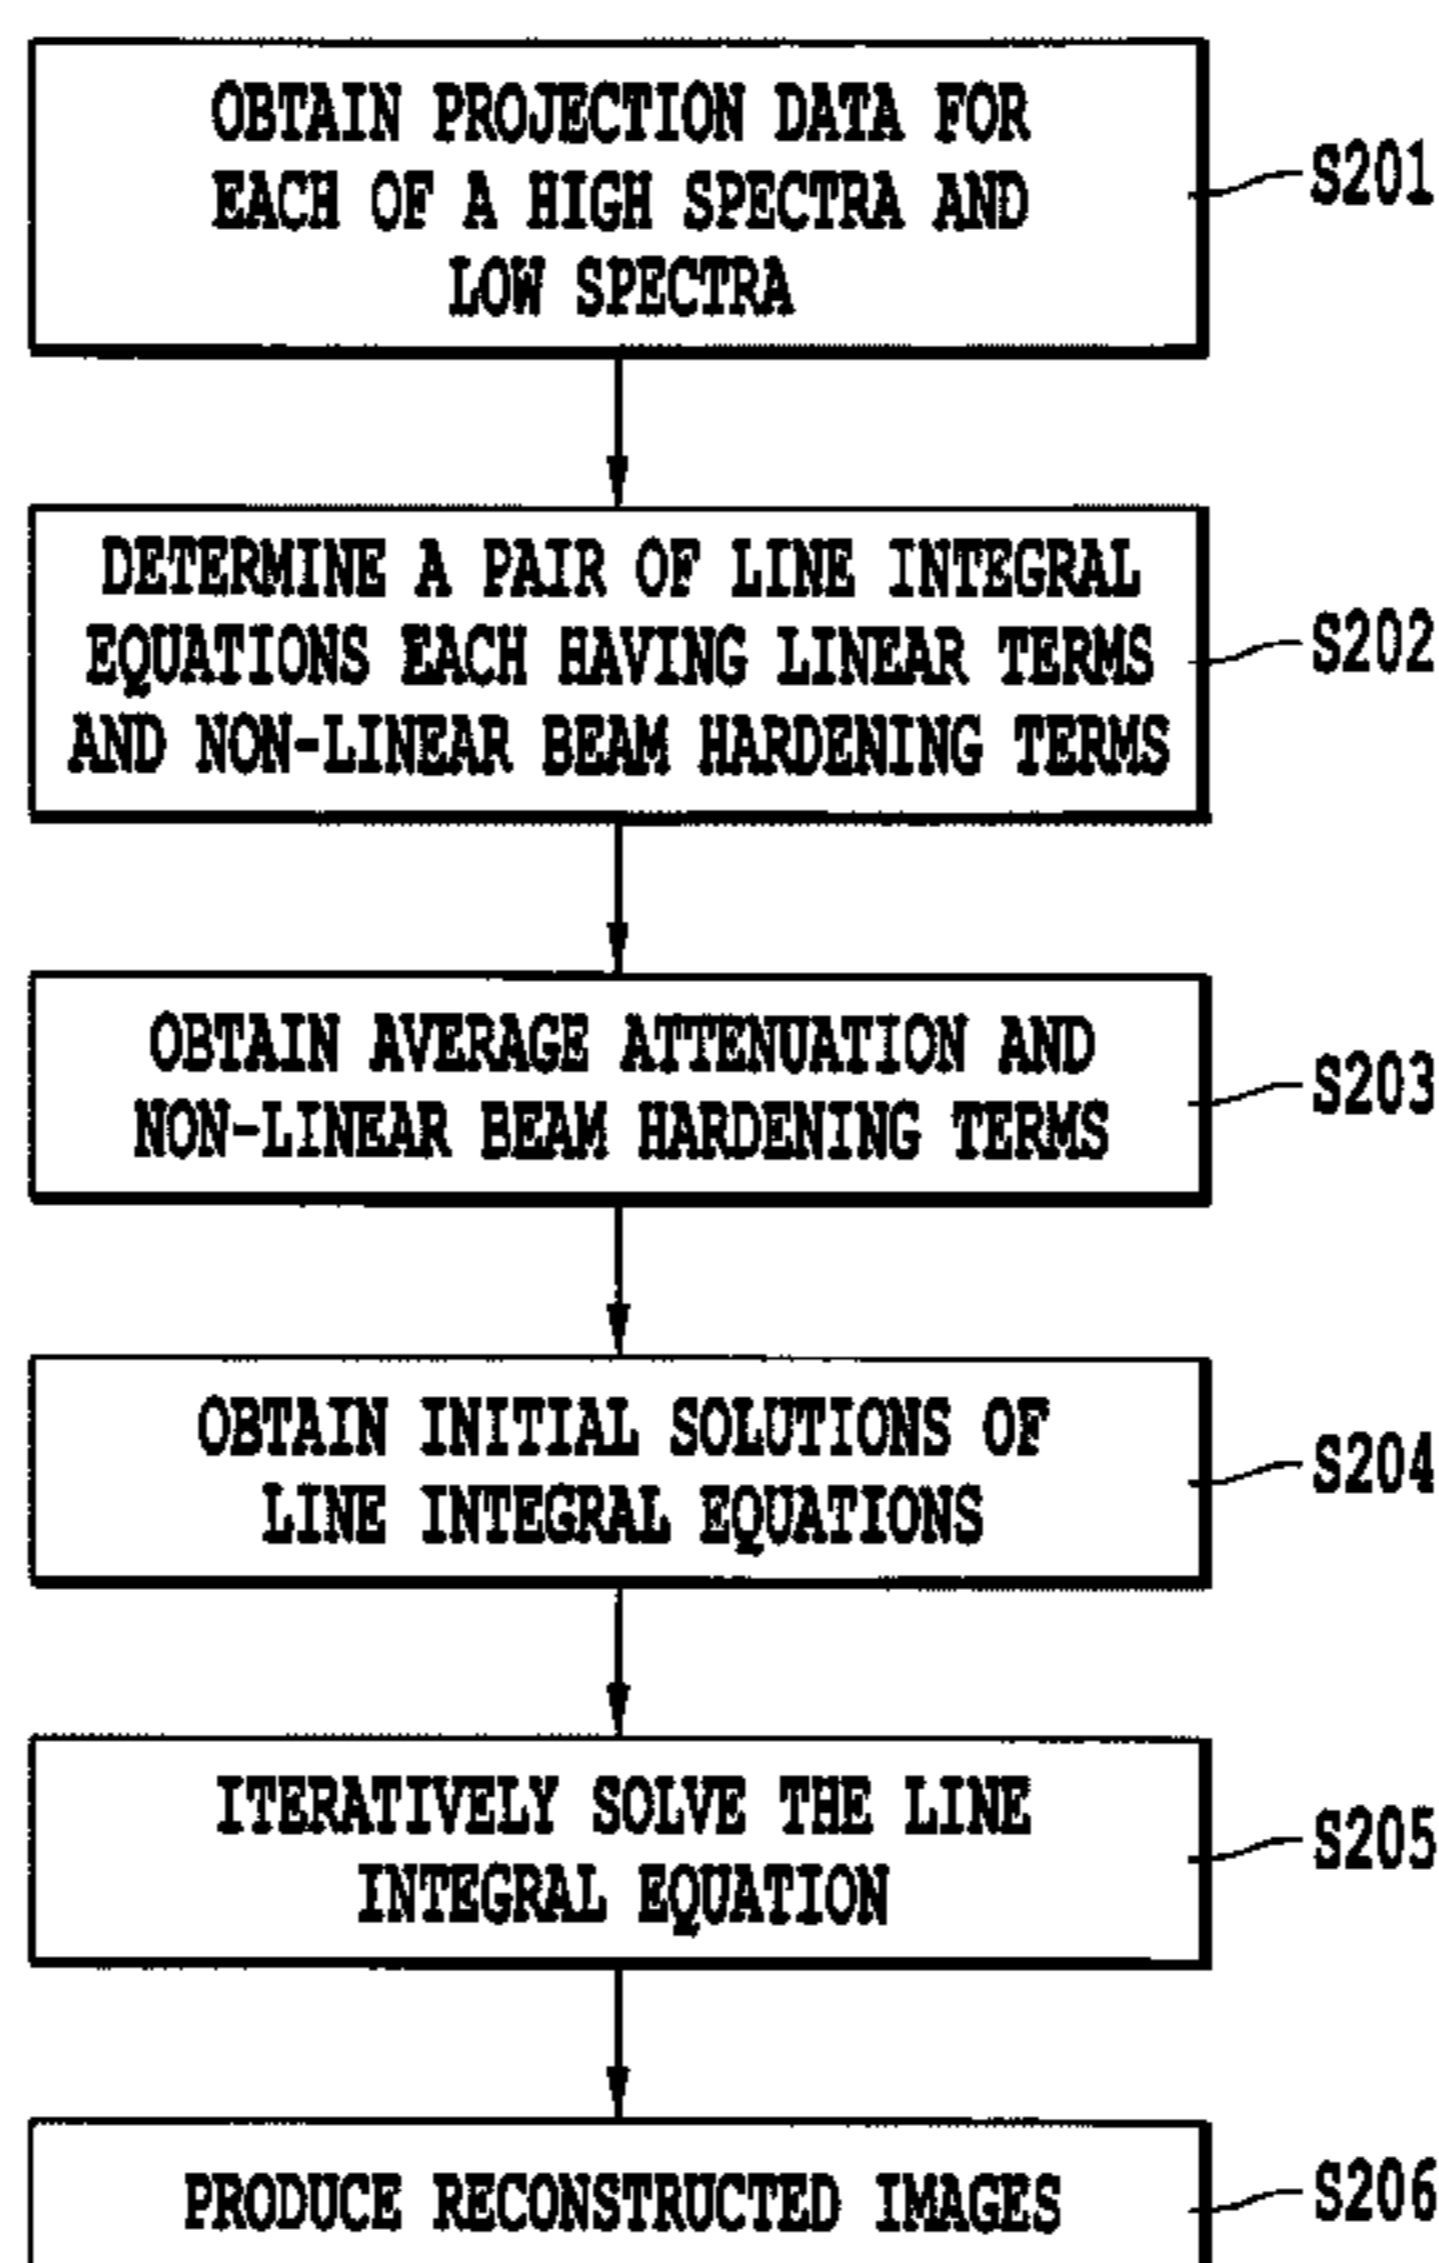 OBTAIN PROJECTION DATA FOR
EACH OF A HIGH SPECTRA AND
LOW SPECTRA
S201
DETERMINE A PAIR OF LINE INTEGRAL
EQUATIONS EACH HAVING LINEAR TERMS
AND NON-LINEAR BEAM HARDENING TERMS
S202
OBTAIN AVERAGE ATTENUATION AND
NON-LINEAR BEAM HARDENING TERMS
S203
OBTAIN INITIAL SOLUTIONS OF
LINE INTEGRAL EQUATIONS
S204
ITERATIVELY SOLVE THE LINE
INTEGRAL EQUATION
S205
PRODUCE RECONSTRUCTED IMAGES
S206